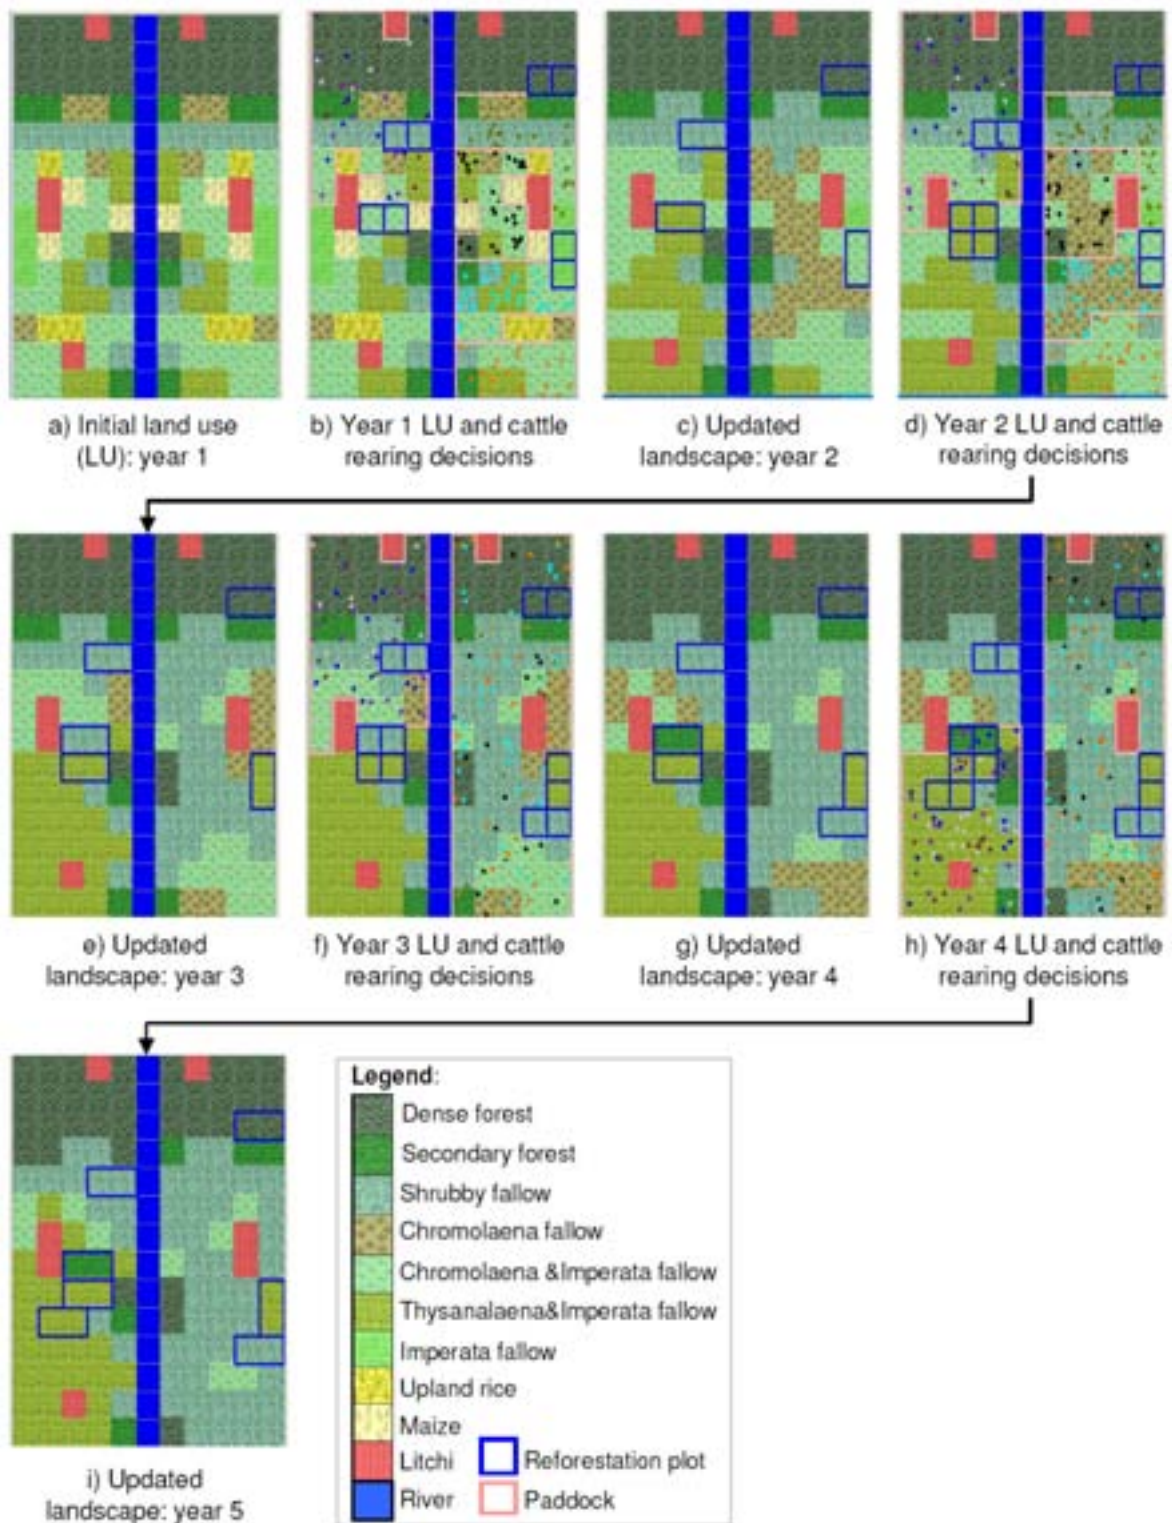 a) Initial land use
(LU): year 1
b) Year 1 LU and cattle
rearing decisions
c) Updated
landscape: year 2
d) Year 2 LU and cattle
rearing decisions
e) Updated
landscape: year 3
f) Year 3 LU and cattle
rearing decisions
g) Updated
landscape: year 4
h) Year 4 LU and cattle
rearing decisions
i) Updated
landscape: year 5
Legend:
Dense forest
Secondary forest
Shrubby fallow
Chromolaena fallow
Chromolaena &Imperata fallow
Thysanalaena&Imperata fallow
Imperata fallow
Upland rice
Maize
Litchi
River
Reforestation plot
Paddock